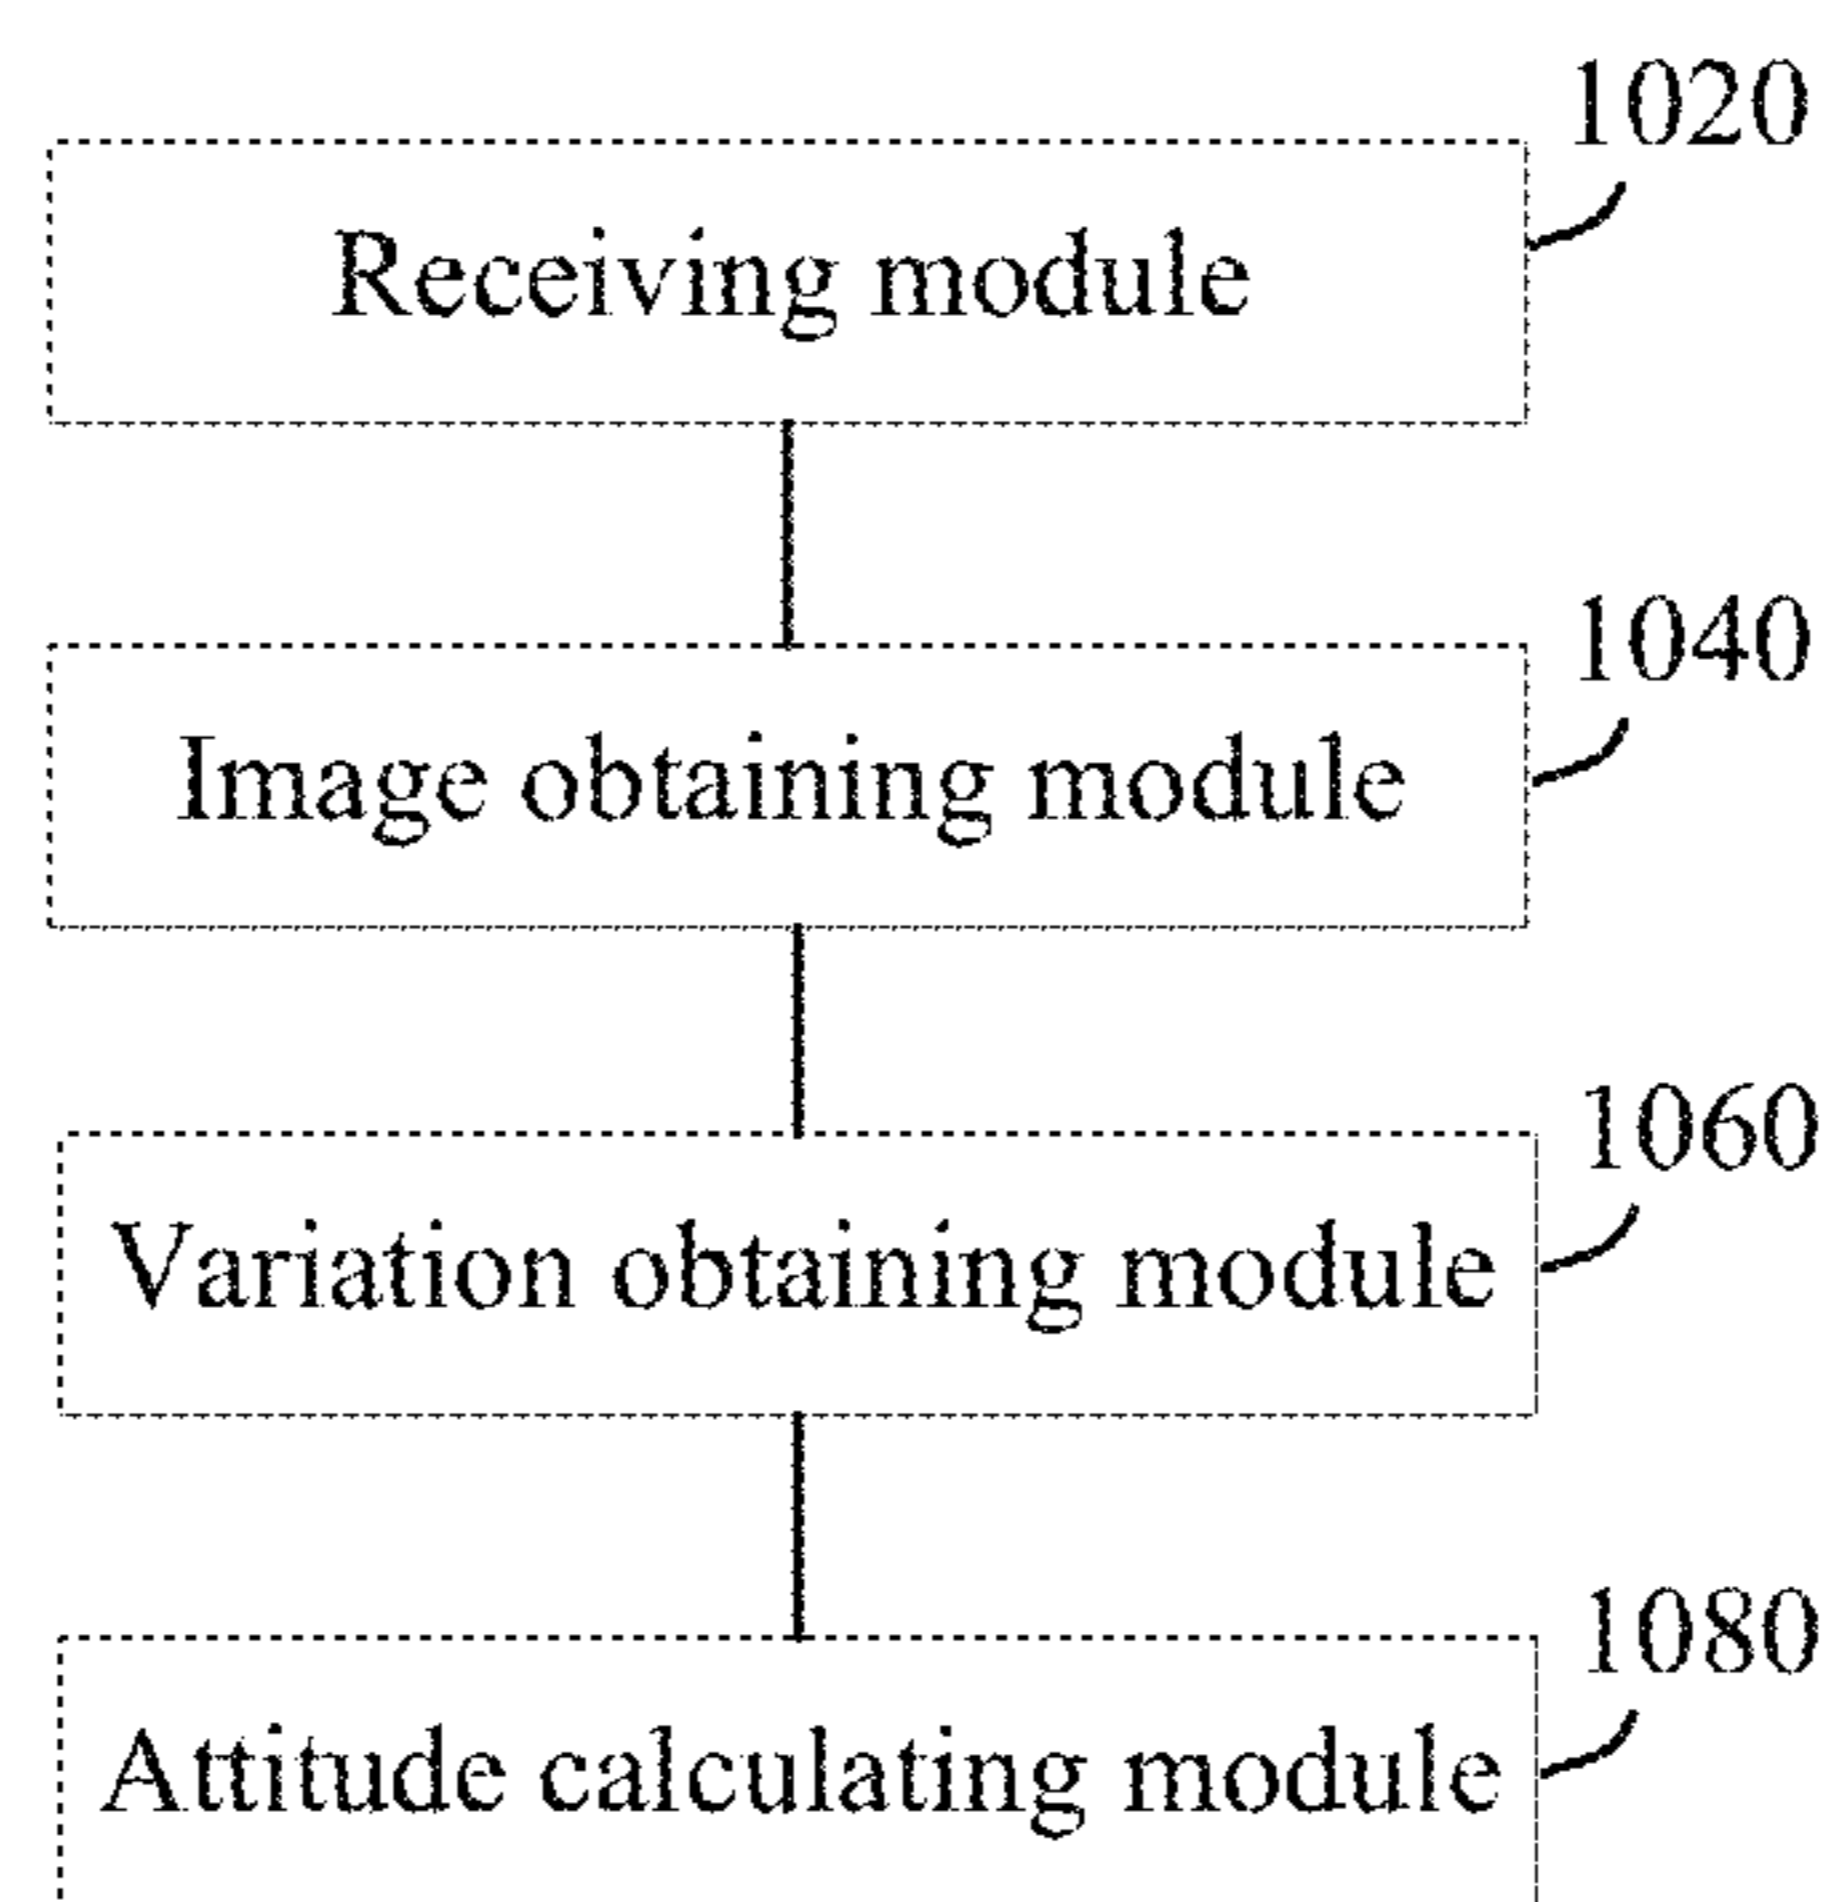 1020
Receiving module
1040
Image obtaining module
1060
Variation obtaining module
1080
Attitude calculating module